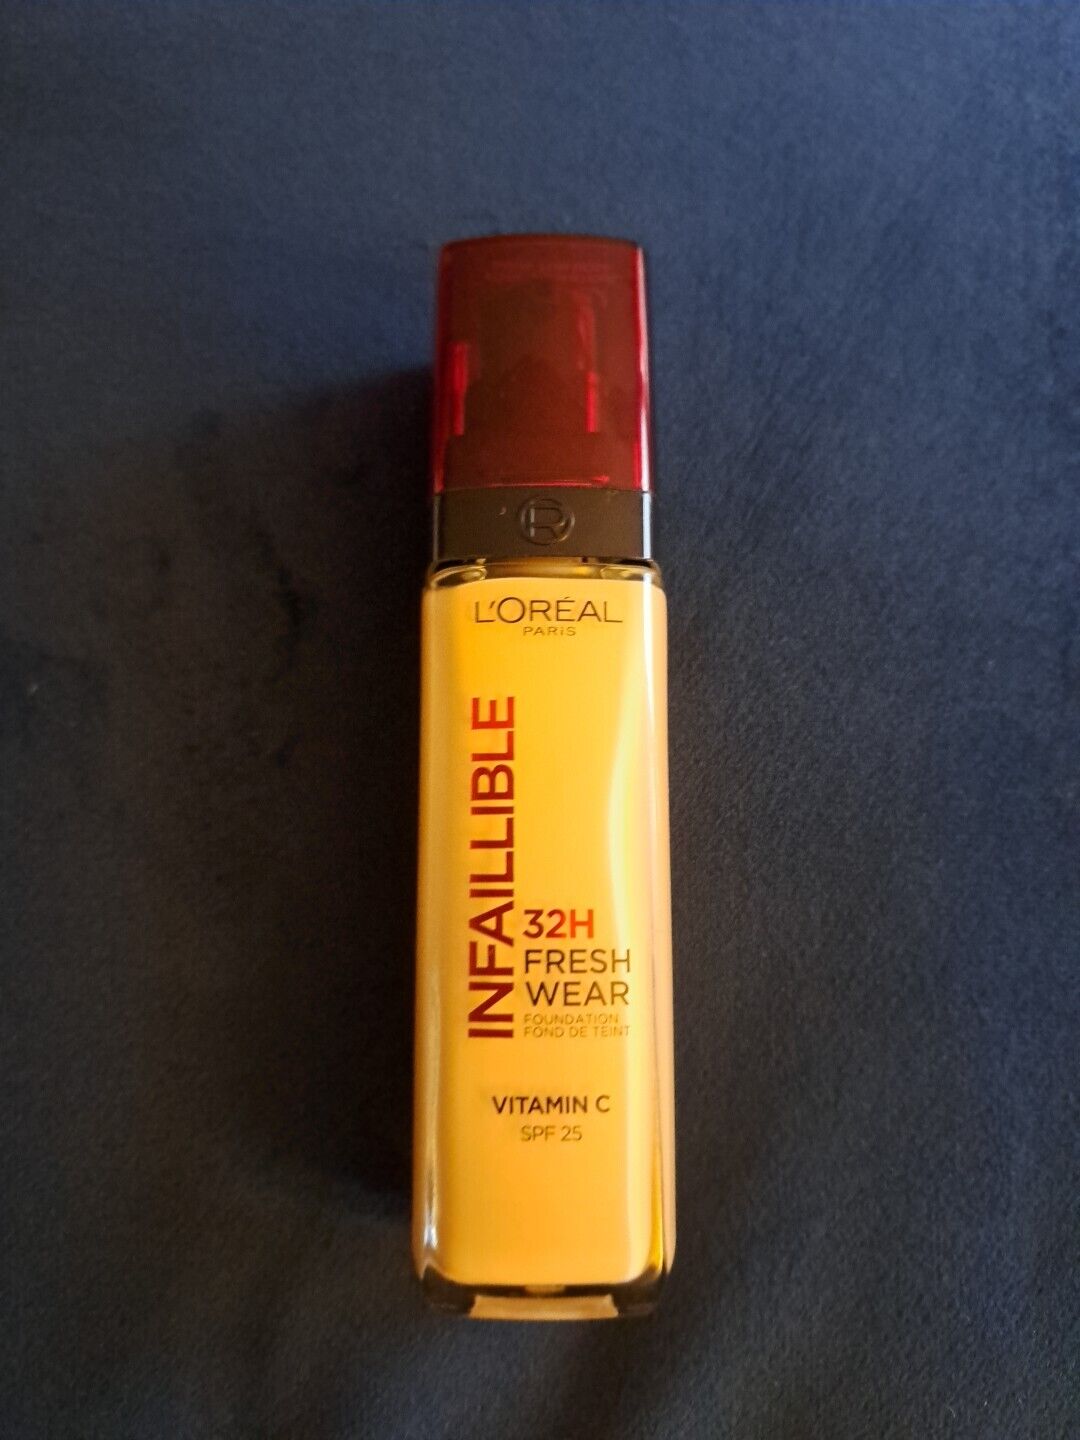 L'ORÉAL
PARIS
INFAILLIBLE
32H
FRESH
WEAR
FOUNDATION
FOND DE TEINT
VITAMIN C
SPF 25